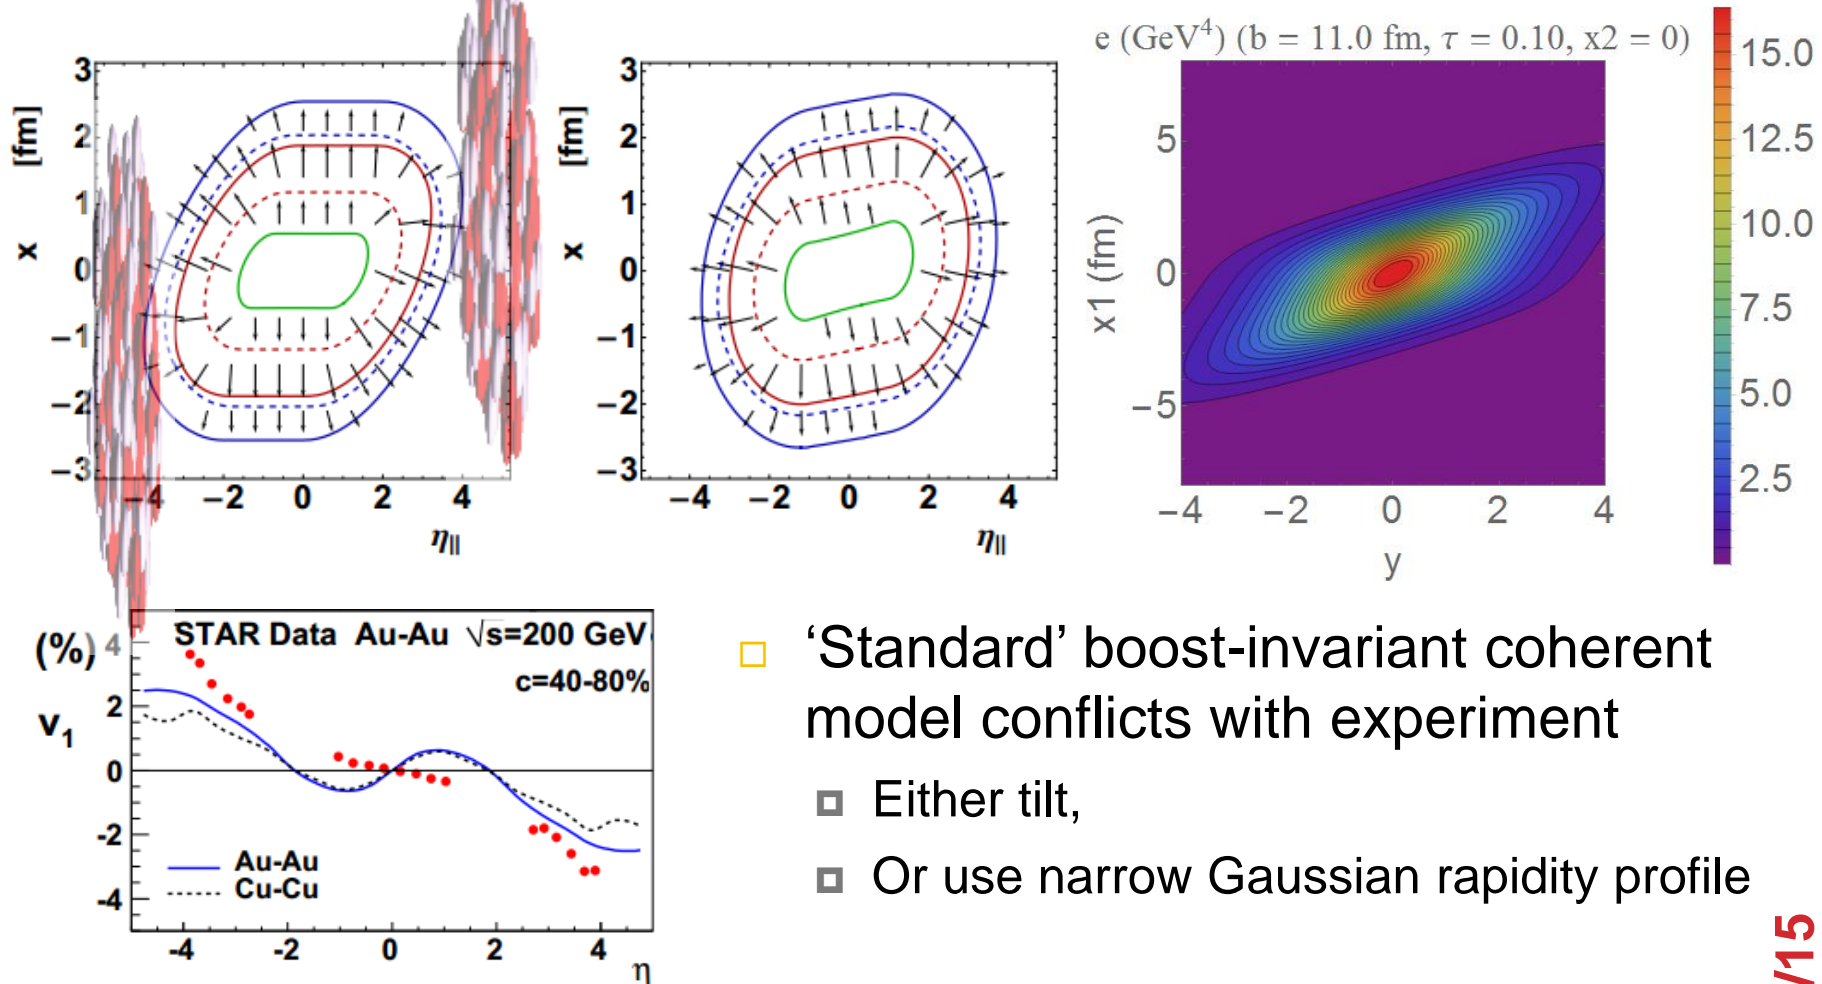 e (GeV⁴) (b = 11.0 fm, τ = 0.10, x2 = 0)
3
2
1
0
−1
−2
−3
x [fm]
−4 −2 0 2 4
η||
3
2
1
0
−1
−2
−3
x [fm]
−4 −2 0 2 4
η||
5
0
−5
x1 (fm)
−4 −2 0 2 4
y
15.0
12.5
10.0
7.5
5.0
2.5
STAR Data Au-Au √s=200 GeV
c=40-80%
(%)
v₁
4
2
0
-2
-4
Au-Au
Cu-Cu
-4 -2 0 2 4
η
‘Standard’ boost-invariant coherent
model conflicts with experiment
Either tilt,
Or use narrow Gaussian rapidity profile
/15